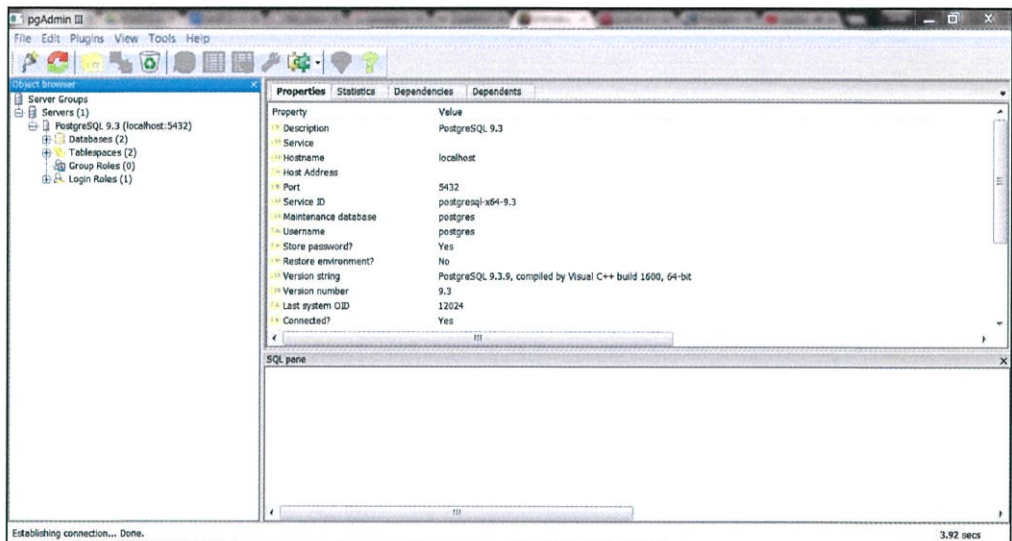 pgAdmin III
File Edit Plugins View Tools Help
Object browser
Server Groups
Servers (1)
PostgreSQL 9.3 (localhost:5432)
Databases (2)
Tablespaces (2)
Group Roles (0)
Login Roles (1)
Properties Statistics Dependencies Dependents
Property Value
Description PostgreSQL 9.3
Service
Hostname localhost
Host Address
Port 5432
Service ID postgresql-x64-9.3
Maintenance database postgres
Username postgres
Store password? Yes
Restore environment? No
Version string PostgreSQL 9.3.9, compiled by Visual C++ build 1600, 64-bit
Version number 9.3
Last system OID 12024
Connected? Yes
SQL pane
Establishing connection... Done.
3.92 secs